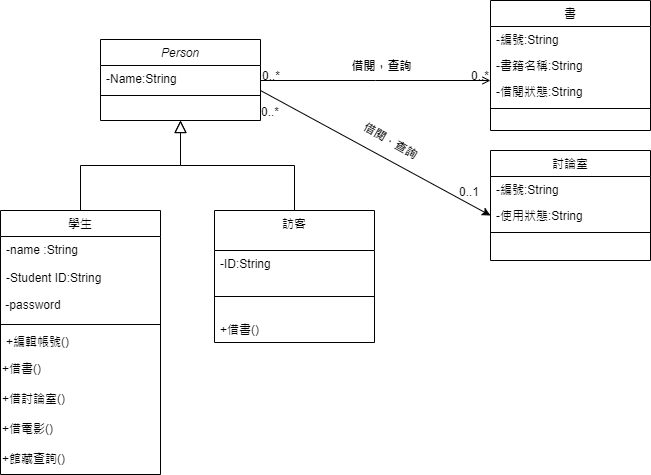 Person
-Name:String
0..*
借閱，查詢
0..*
書
-編號:String
-書籍名稱:String
-借閱狀態:String
0..*
借閱，查詢
0..1
討論室
-編號:String
-使用狀態:String
學生
-name :String
-Student ID:String
-password
+編輯帳號()
+借書()
+借討論室()
+借電影()
+館藏查詢()
訪客
-ID:String
+借書()